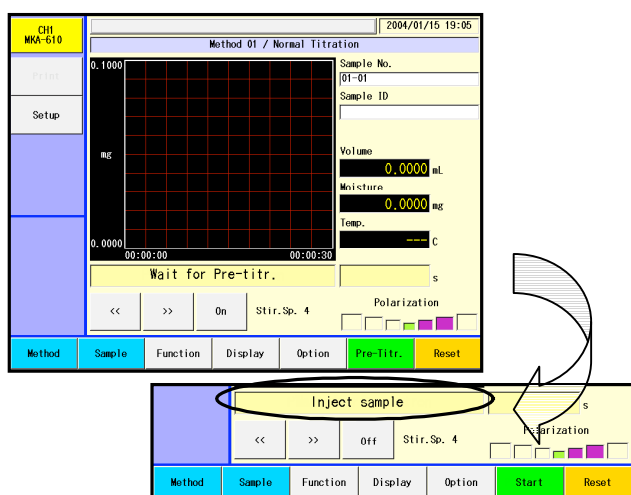 CH1
MKA-610
2004/01/15 19:05
Method 01 / Normal Titration
Print
Setup
0.1000
mg
0.0000
00:00:00 00:00:30
Sample No.
01-01
Sample ID
Volume
0.0000 mL
Moisture
0.0000 mg
Temp.
--- C
Wait for Pre-titr.
s
<< >> On Stir.Sp. 4
Polarization
Method Sample Function Display Option Pre-Titr. Reset
Inject sample
s
<< >> Off Stir.Sp. 4
Polarization
Method Sample Function Display Option Start Reset